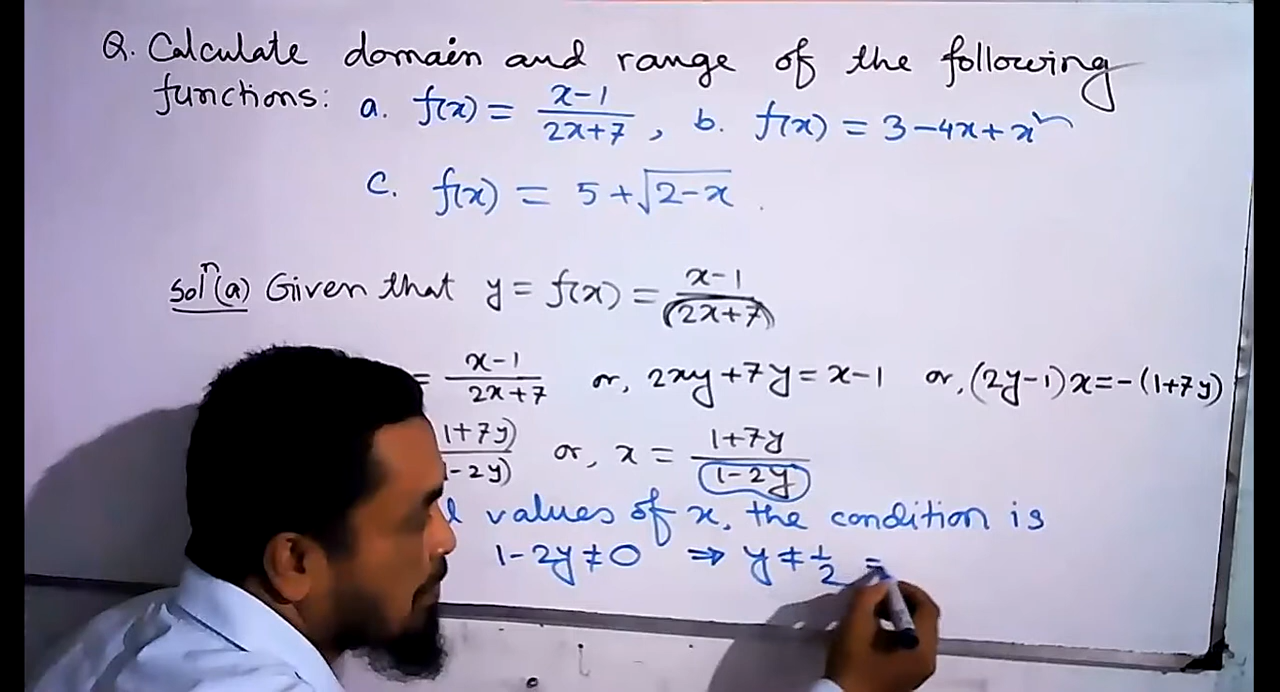 Q. Calculate domain and range of the following
functions: a. f(x) = x-1 / 2x+7 , b. f(x) = 3-4x+x²
c. f(x) = 5+√2-x .
Solⁿ(a) Given that y = f(x) = x-1 / (2x+7)
= x-1 / 2x+7 or, 2xy+7y = x-1 or, (2y-1)x = -(1+7y)
1+7y) / -2y) or, x = 1+7y / 1-2y
values of x, the condition is
1-2y≠0 ⇒ y≠1/2 =